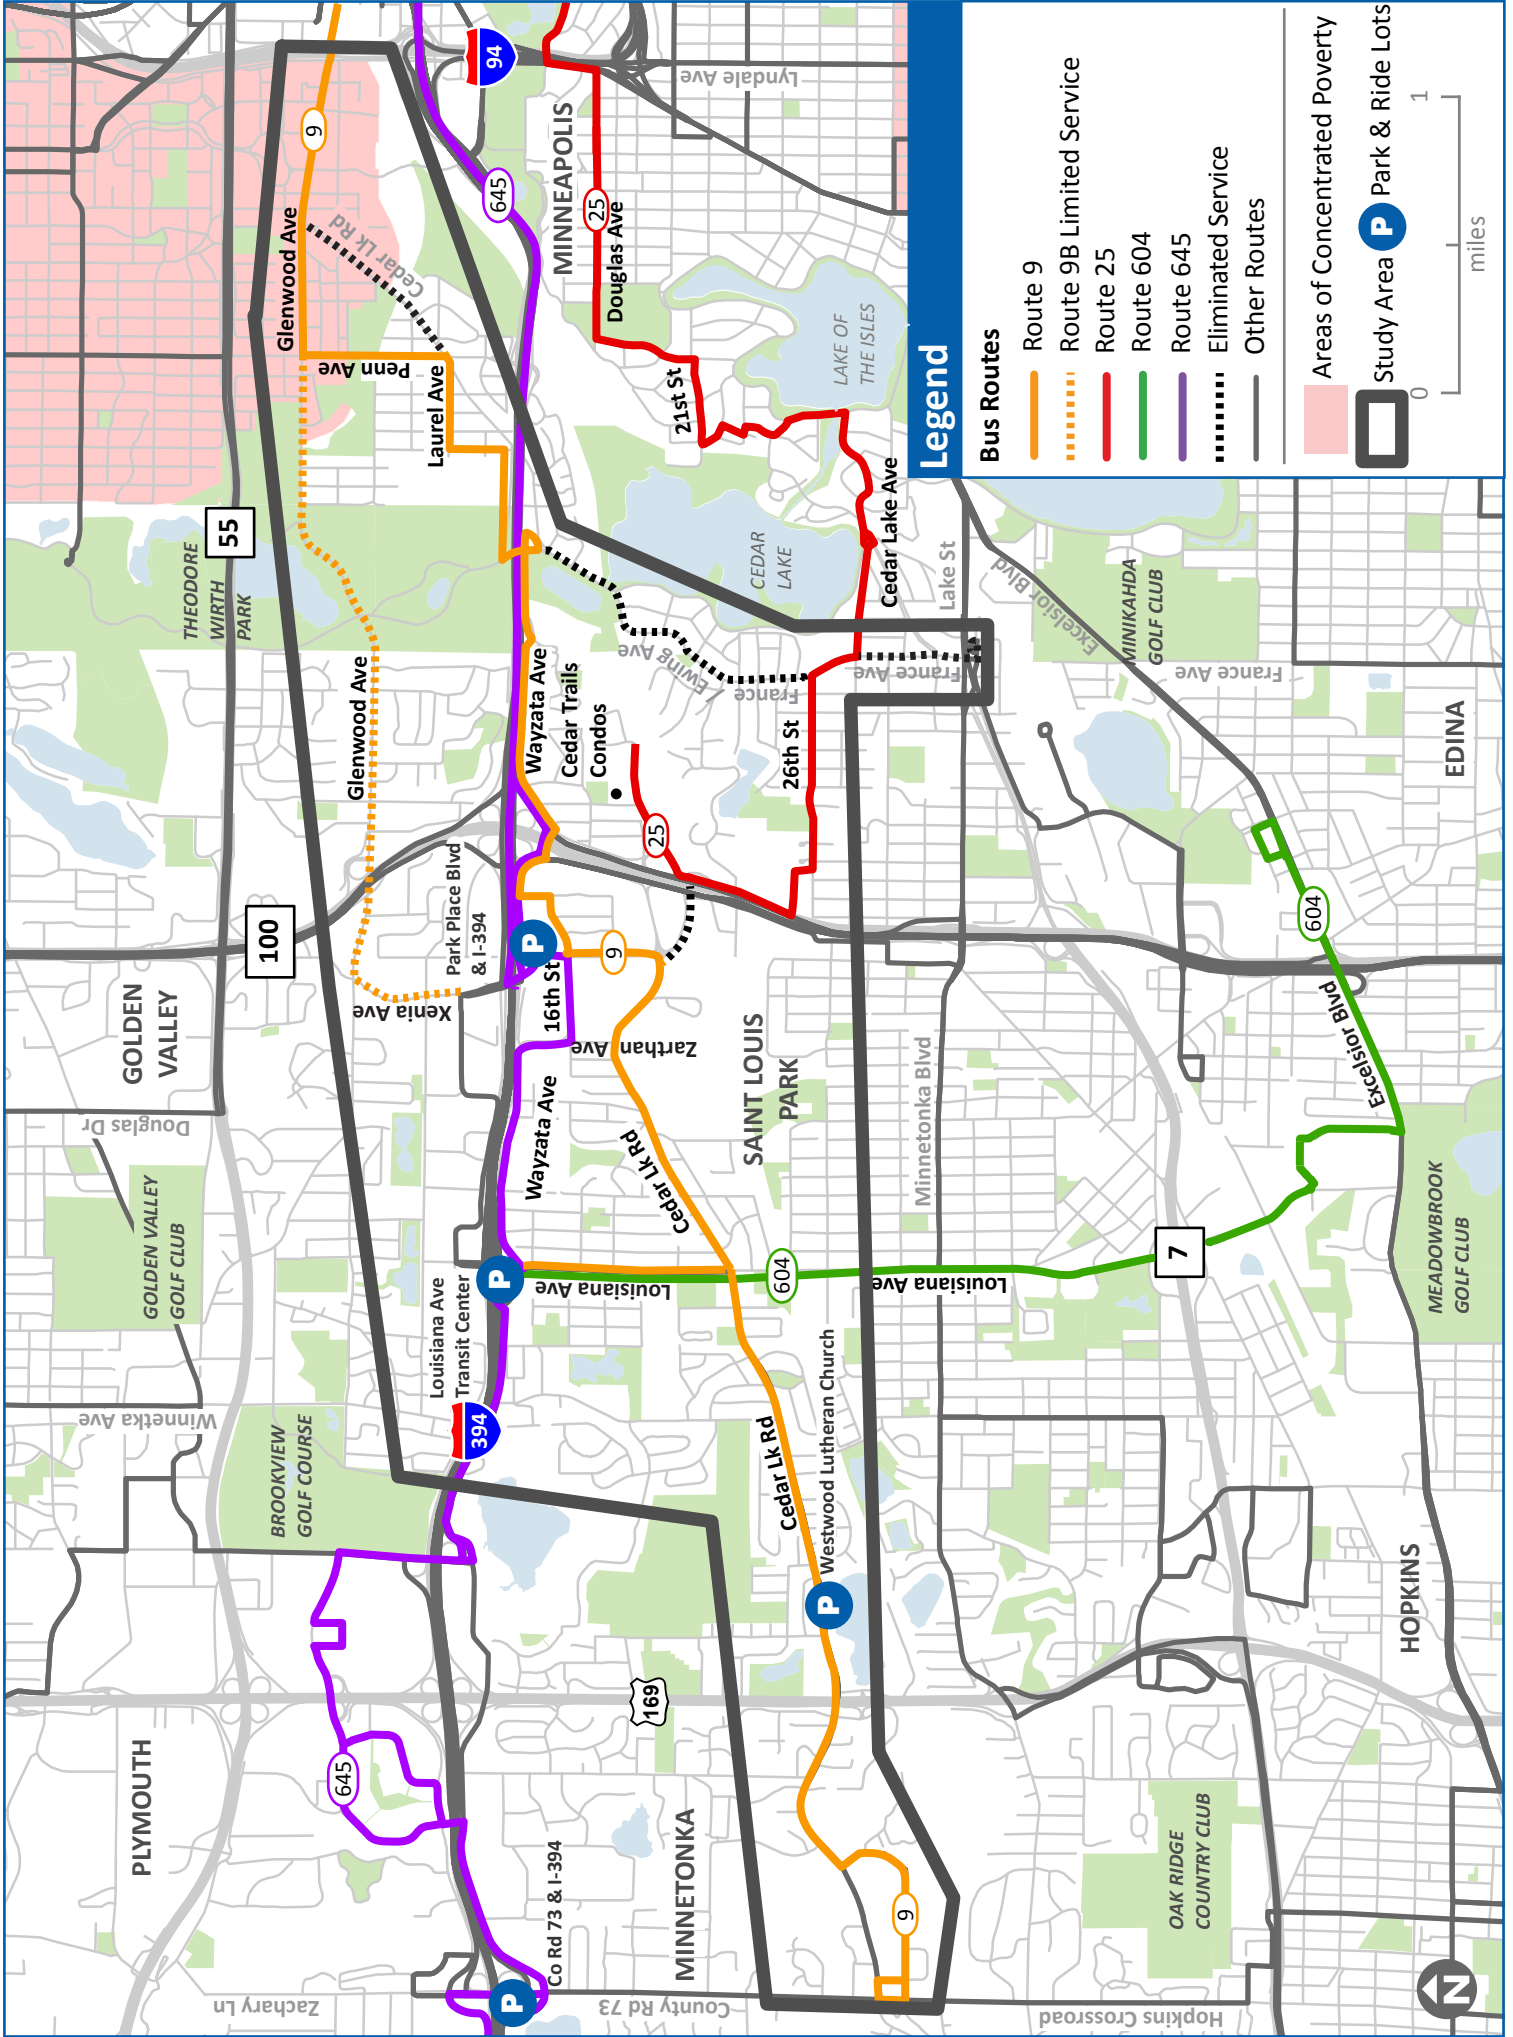 PLYMOUTH
Zachary Ln
645
Co Rd 73 & I-394
P
MINNETONKA
County Rd 73
9
OAK RIDGE
COUNTRY CLUB
Hopkins Crossroad
N
169
HOPKINS
BROOKVIEW
GOLF COURSE
Winnetka Ave
394
Louisiana Ave
Transit Center
P
Cedar Lk Rd
Westwood Lutheran Church
P
GOLDEN VALLEY
GOLF CLUB
Douglas Dr
Wayzata Ave
Louisiana Ave
Cedar Lk Rd
604
Louisiana Ave
7
MEADOWBROOK
GOLF CLUB
GOLDEN
VALLEY
100
Xenia Ave
Park Place Blvd
& I-394
P
16th St
Zarthan Ave
9
SAINT LOUIS
PARK
Minnetonka Blvd
Excelsior Blvd
604
EDINA
THEODORE
WIRTH
PARK
55
Glenwood Ave
Wayzata Ave
Cedar Trails
Condos
25
26th St
France / Ewing Ave
France Ave
CEDAR
LAKE
Cedar Lake Ave
Lake St
Excelsior Blvd
MINIKAHDA
GOLF CLUB
France Ave
Glenwood Ave
Penn Ave
Laurel Ave
Cedar Lk Rd
9
645
94
MINNEAPOLIS
25
Douglas Ave
21st St
LAKE OF
THE ISLES
Lyndale Ave
Legend
Bus Routes
Route 9
Route 9B Limited Service
Route 25
Route 604
Route 645
Eliminated Service
Other Routes
Areas of Concentrated Poverty
Study Area P Park & Ride Lots
0 1
miles